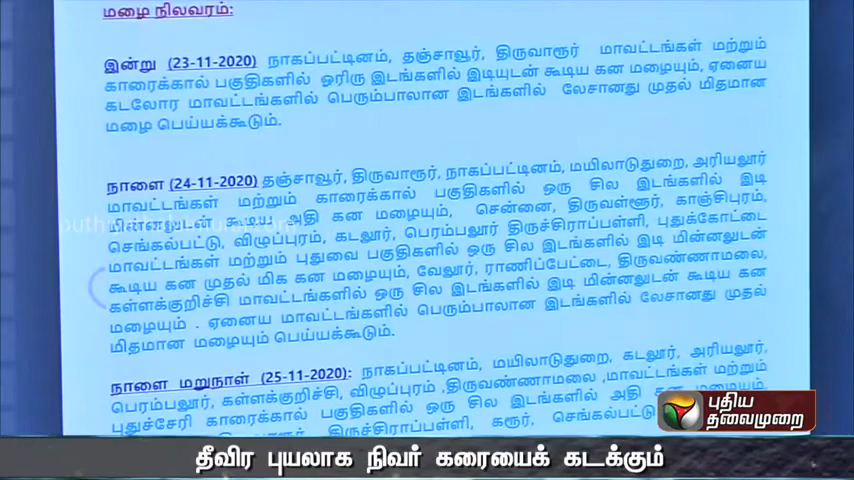 மழை நிலவரம்:
இன்று (23-11-2020) நாகப்பட்டினம், தஞ்சாவூர், திருவாரூர் மாவட்டங்கள் மற்றும்
காரைக்கால் பகுதிகளில் ஓரிரு இடங்களில் இடியுடன் கூடிய கன மழையும், ஏனைய
கடலோர மாவட்டங்களில் பெரும்பாலான இடங்களில் லேசானது முதல் மிதமான
மழை பெய்யக்கூடும்.
நாளை (24-11-2020) தஞ்சாவூர், திருவாரூர், நாகப்பட்டினம், மயிலாடுதுறை, அரியலூர்
மாவட்டங்கள் மற்றும் காரைக்கால் பகுதிகளில் ஒரு சில இடங்களில் இடி
மின்னலுடன் கூடிய அதி கன மழையும், சென்னை, திருவள்ளூர், காஞ்சிபுரம்,
செங்கல்பட்டு, விழுப்புரம், கடலூர், பெரம்பலூர் திருச்சிராப்பள்ளி, புதுக்கோட்டை
மாவட்டங்கள் மற்றும் புதுவை பகுதிகளில் ஒரு சில இடங்களில் இடி மின்னலுடன்
கூடிய கன முதல் மிக கன மழையும், வேலூர், ராணிப்பேட்டை, திருவண்ணாமலை,
கள்ளக்குறிச்சி மாவட்டங்களில் ஒரு சில இடங்களில் இடி மின்னலுடன் கூடிய கன
மழையும் . ஏனைய மாவட்டங்களில் பெரும்பாலான இடங்களில் லேசானது முதல்
மிதமான மழையும் பெய்யக்கூடும்.
நாளை மறுநாள் (25-11-2020): நாகப்பட்டினம், மயிலாடுதுறை, கடலூர், அரியலூர்,
பெரம்பலூர், கள்ளக்குறிச்சி, விழுப்புரம் ,திருவண்ணாமலை ,மாவட்டங்கள் மற்றும்
புதுச்சேரி காரைக்கால் பகுதிகளில் ஒரு சில இடங்களில் அதி கன மழையும்,
திருச்சிராப்பள்ளி, கரூர், செங்கல்பட்டு
புதிய
தலைமுறை
தீவிர புயலாக நிவர் கரையைக் கடக்கும்